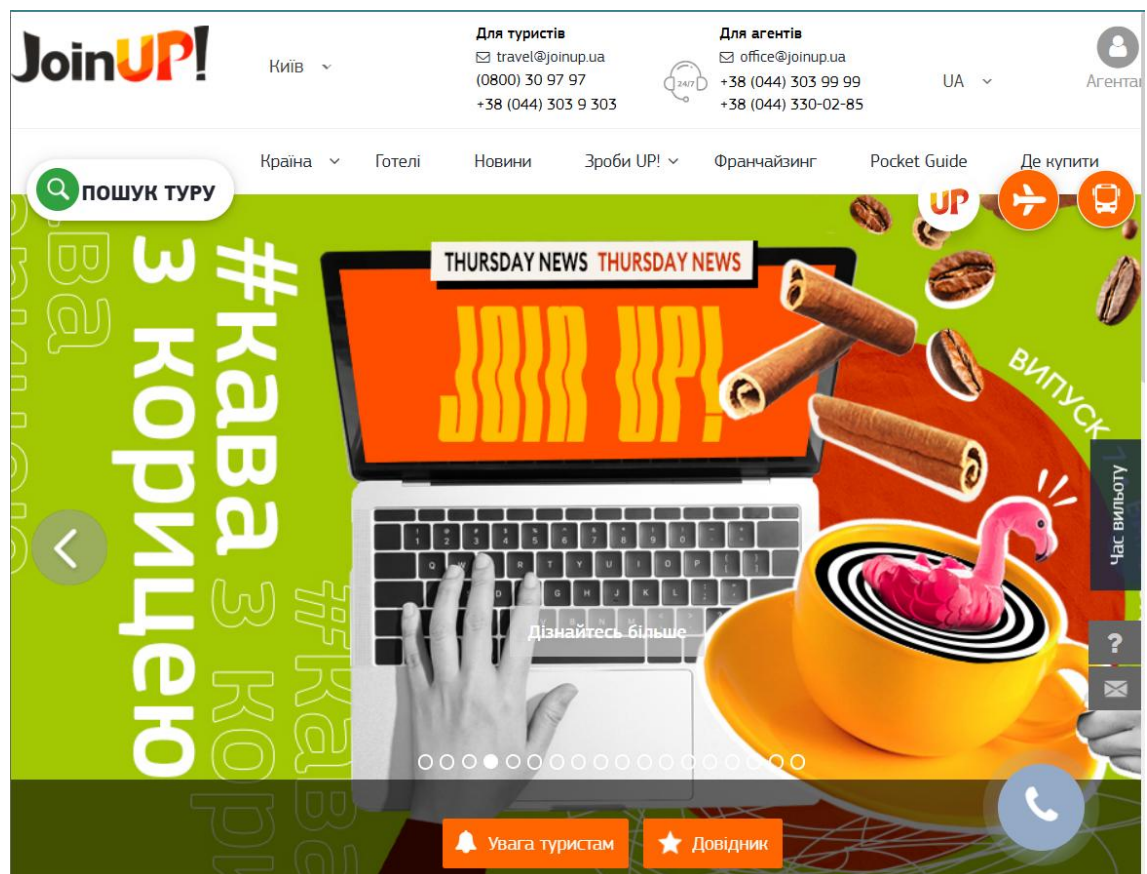 JoinUP!
Київ
Для туристів
travel@joinup.ua
(0800) 30 97 97
+38 (044) 303 9 303
24/7
Для агентів
office@joinup.ua
+38 (044) 303 99 99
+38 (044) 330-02-85
UA
Країна
Готелі
Новини
Зроби UP!
Франчайзинг
Pocket Guide
Де купити
ПОШУК ТУРУ
UP
THURSDAY NEWS THURSDAY NEWS
JOIN UP!
#кава
з корицею
#кава
з кори
ВИПУСК
Час вильоту
?
Дізнайтесь більше
Увага туристам
Довідник